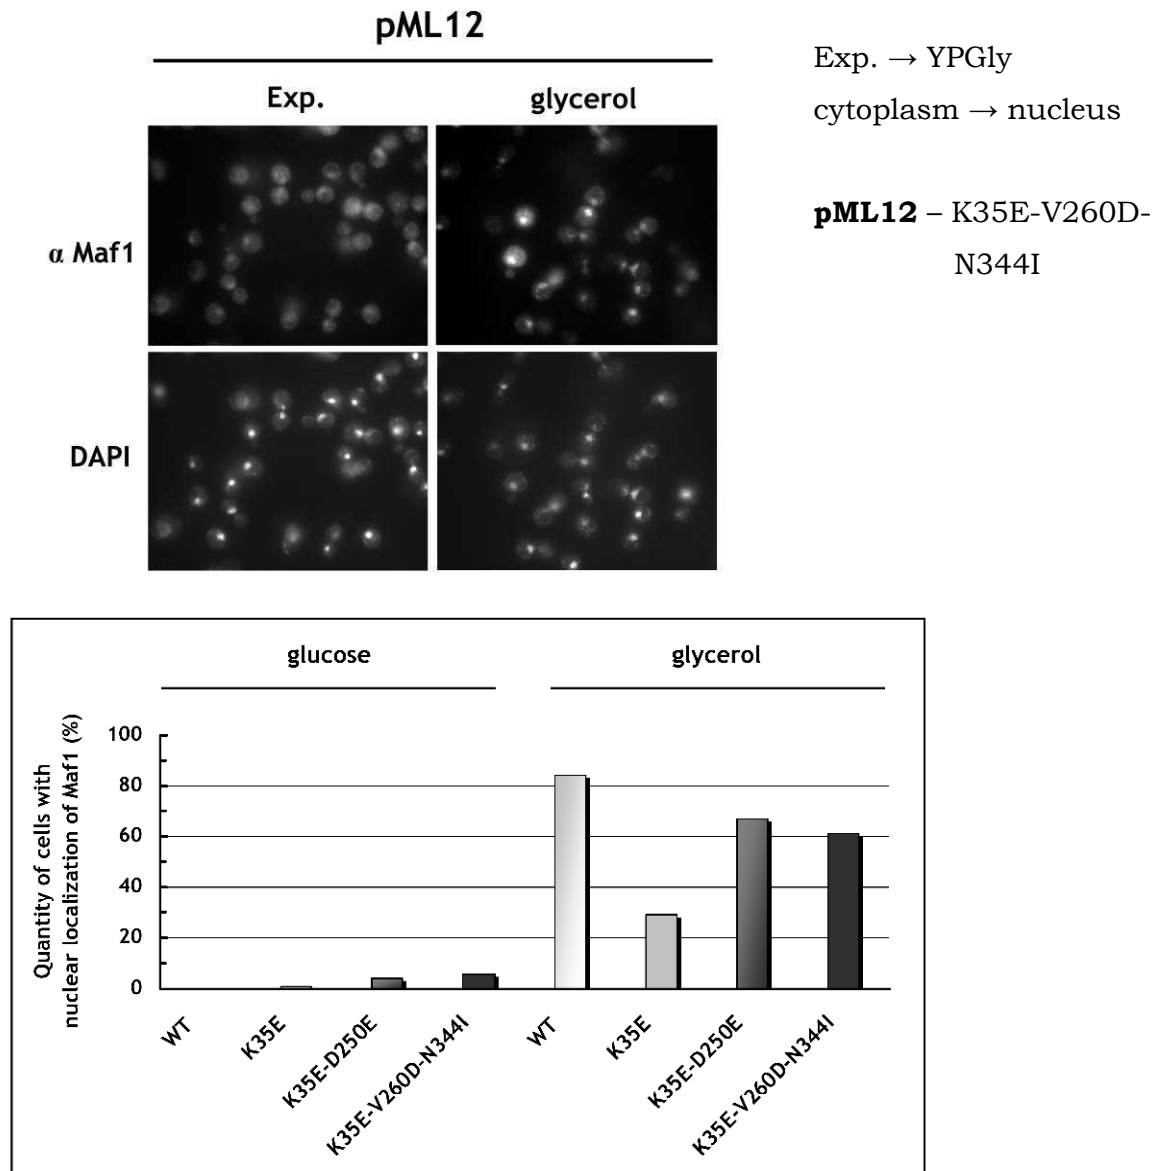 pML12
Exp. glycerol
α Maf1
DAPI
Exp. → YPGly
cytoplasm → nucleus
pML12 – K35E-V260D-
N344I
glucose glycerol
Quantity of cells with
nuclear localization of Maf1 (%)
100
80
60
40
20
0
WT K35E K35E-D250E K35E-V260D-N344I WT K35E K35E-D250E K35E-V260D-N344I